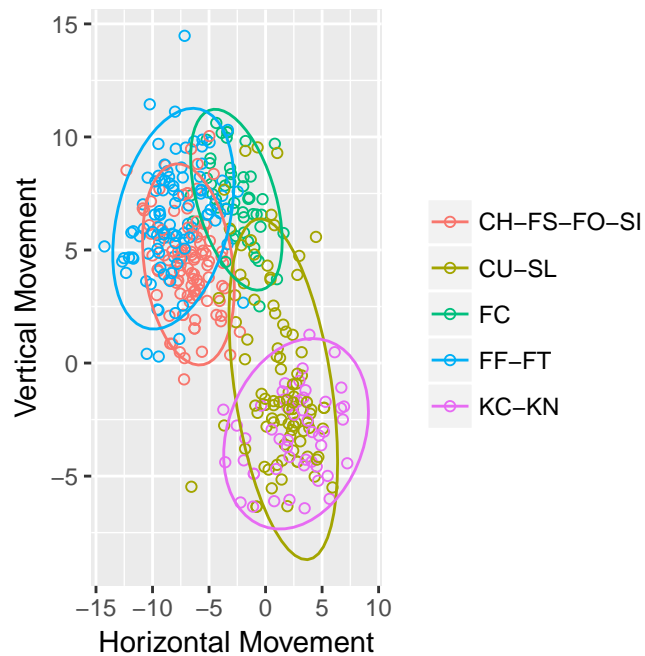 15
10
5
0
−5
Vertical Movement
−15 −10 −5 0 5 10
Horizontal Movement
CH−FS−FO−SI
CU−SL
FC
FF−FT
KC−KN